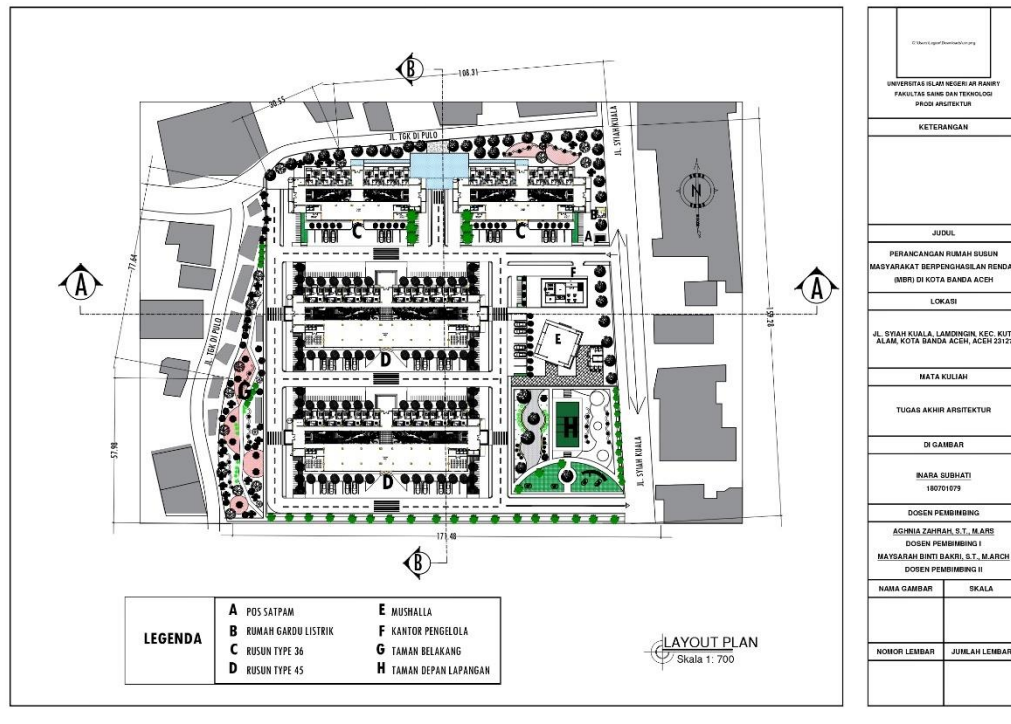 B
108.31
30.55
JL. TGK DI PULO
JL. SYIAH KUALA
N
B
C
C
A
F
77.64
A
A
E
159.28
JL. TGK DI PULO
D
G
H
57.98
D
JL. SYIAH KUALA
171.40
B
LEGENDA
A POS SATPAM
B RUMAH GARDU LISTRIK
C RUSUN TYPE 36
D RUSUN TYPE 45
E MUSHALLA
F KANTOR PENGELOLA
G TAMAN BELAKANG
H TAMAN DEPAN LAPANGAN
LAYOUT PLAN
Skala 1: 700
UNIVERSITAS ISLAM NEGERI AR RANIRY
FAKULTAS SAINS DAN TEKNOLOGI
PRODI ARSITEKTUR
KETERANGAN
JUDUL
PERANCANGAN RUMAH SUSUN
MASYARAKAT BERPENGHASILAN RENDA
(MBR) DI KOTA BANDA ACEH
LOKASI
JL. SYIAH KUALA, LAMDINGIN, KEC. KUT
ALAM, KOTA BANDA ACEH, ACEH 2312
MATA KULIAH
TUGAS AKHIR ARSITEKTUR
DI GAMBAR
INARA SUBHATI
180701079
DOSEN PEMBIMBING
AGHNIA ZAHRAH, S.T., M.ARS
DOSEN PEMBIMBING I
MAYSARAH BINTI BAKRI, S.T., M.ARCH
DOSEN PEMBIMBING II
NAMA GAMBAR
SKALA
NOMOR LEMBAR
JUMLAH LEMBAR